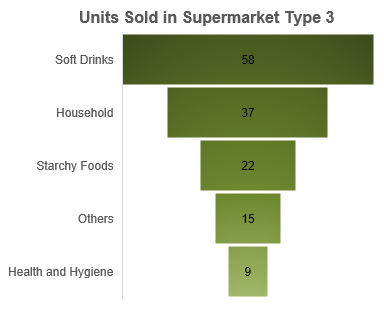 Units Sold in Supermarket Type 3
Soft Drinks 58
Household 37
Starchy Foods 22
Others 15
Health and Hygiene 9